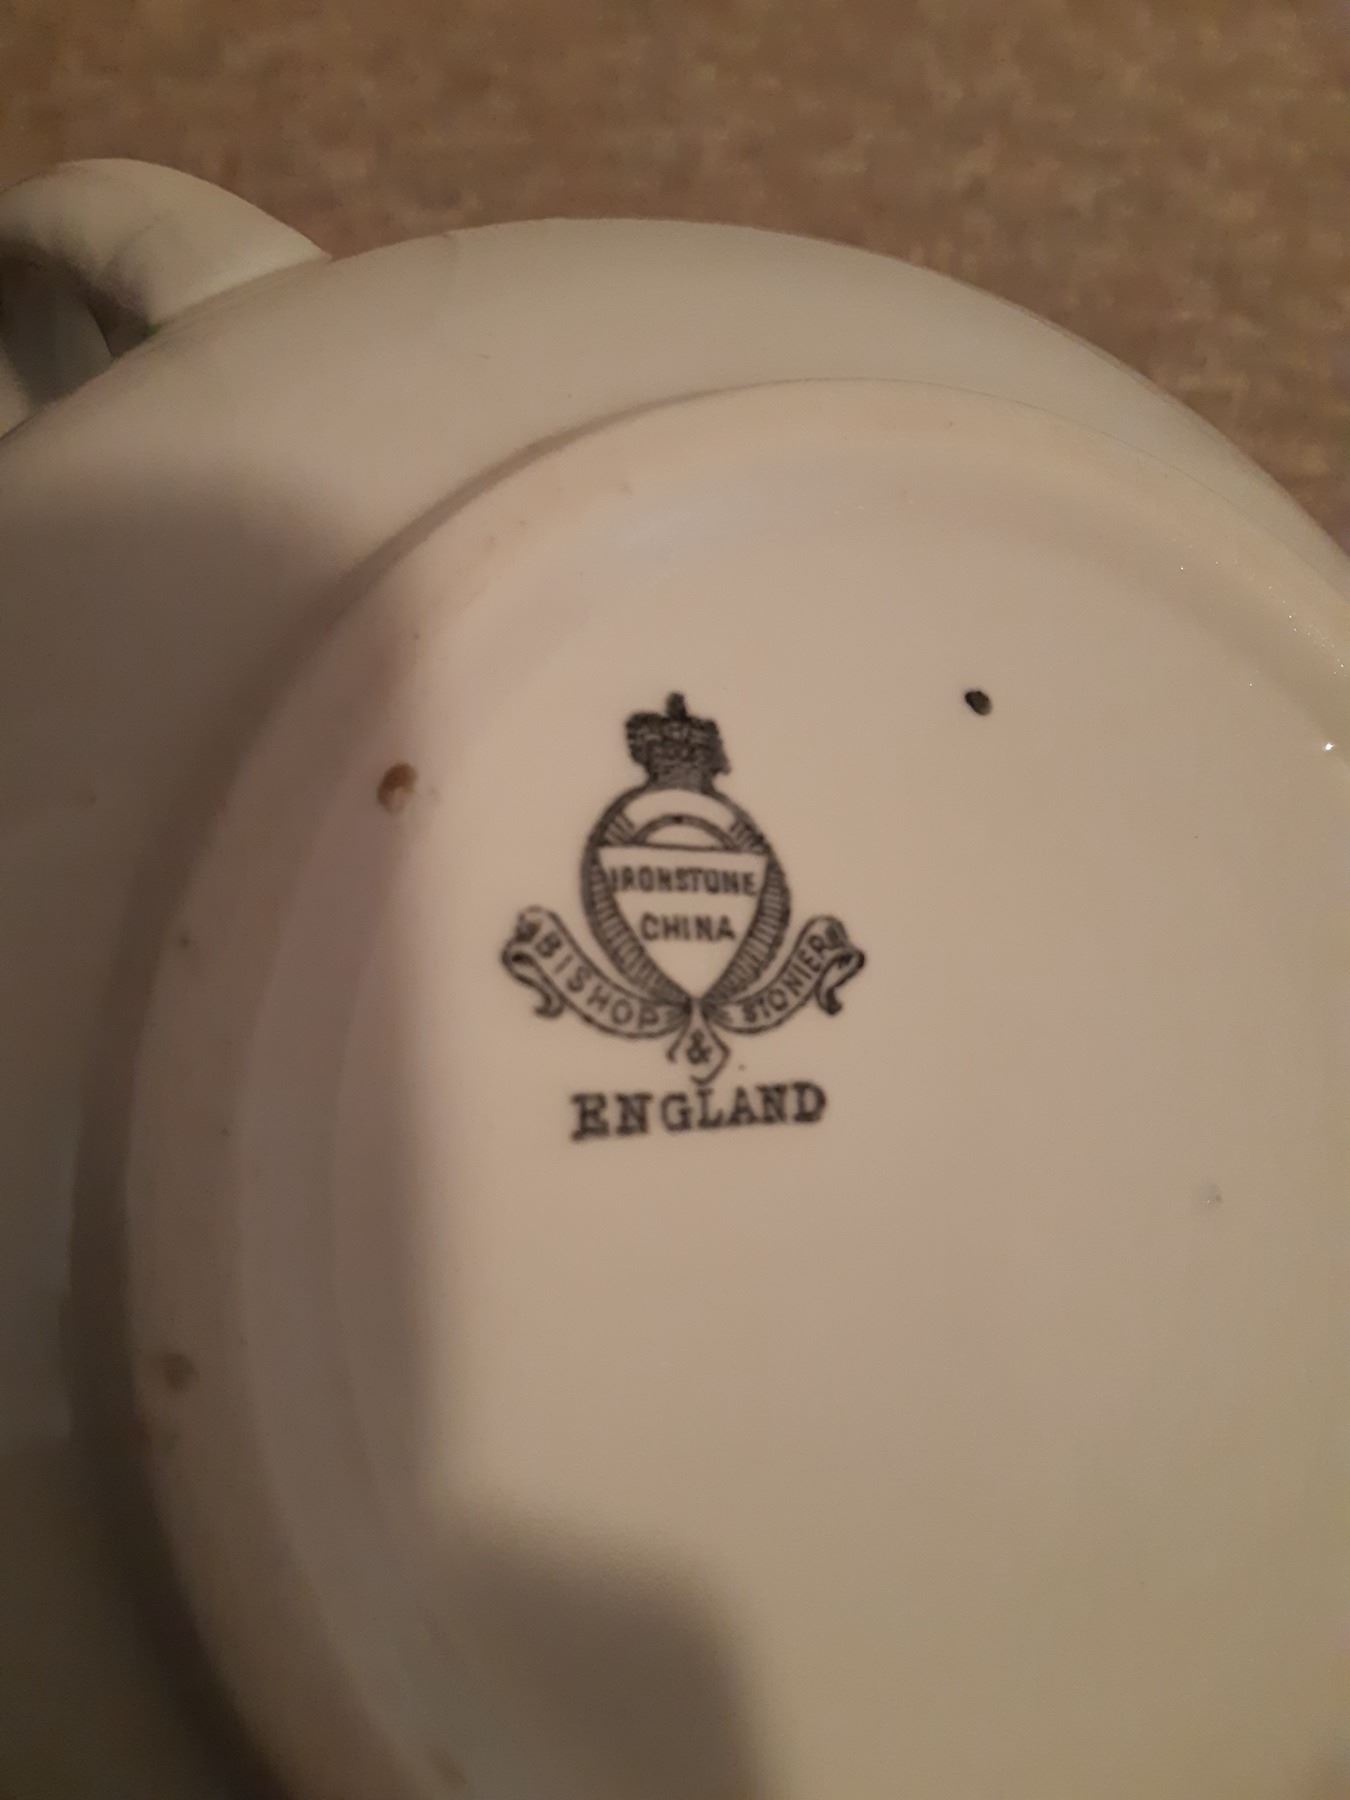 IRONSTONE
CHINA
BISHOP & STONIER
ENGLAND